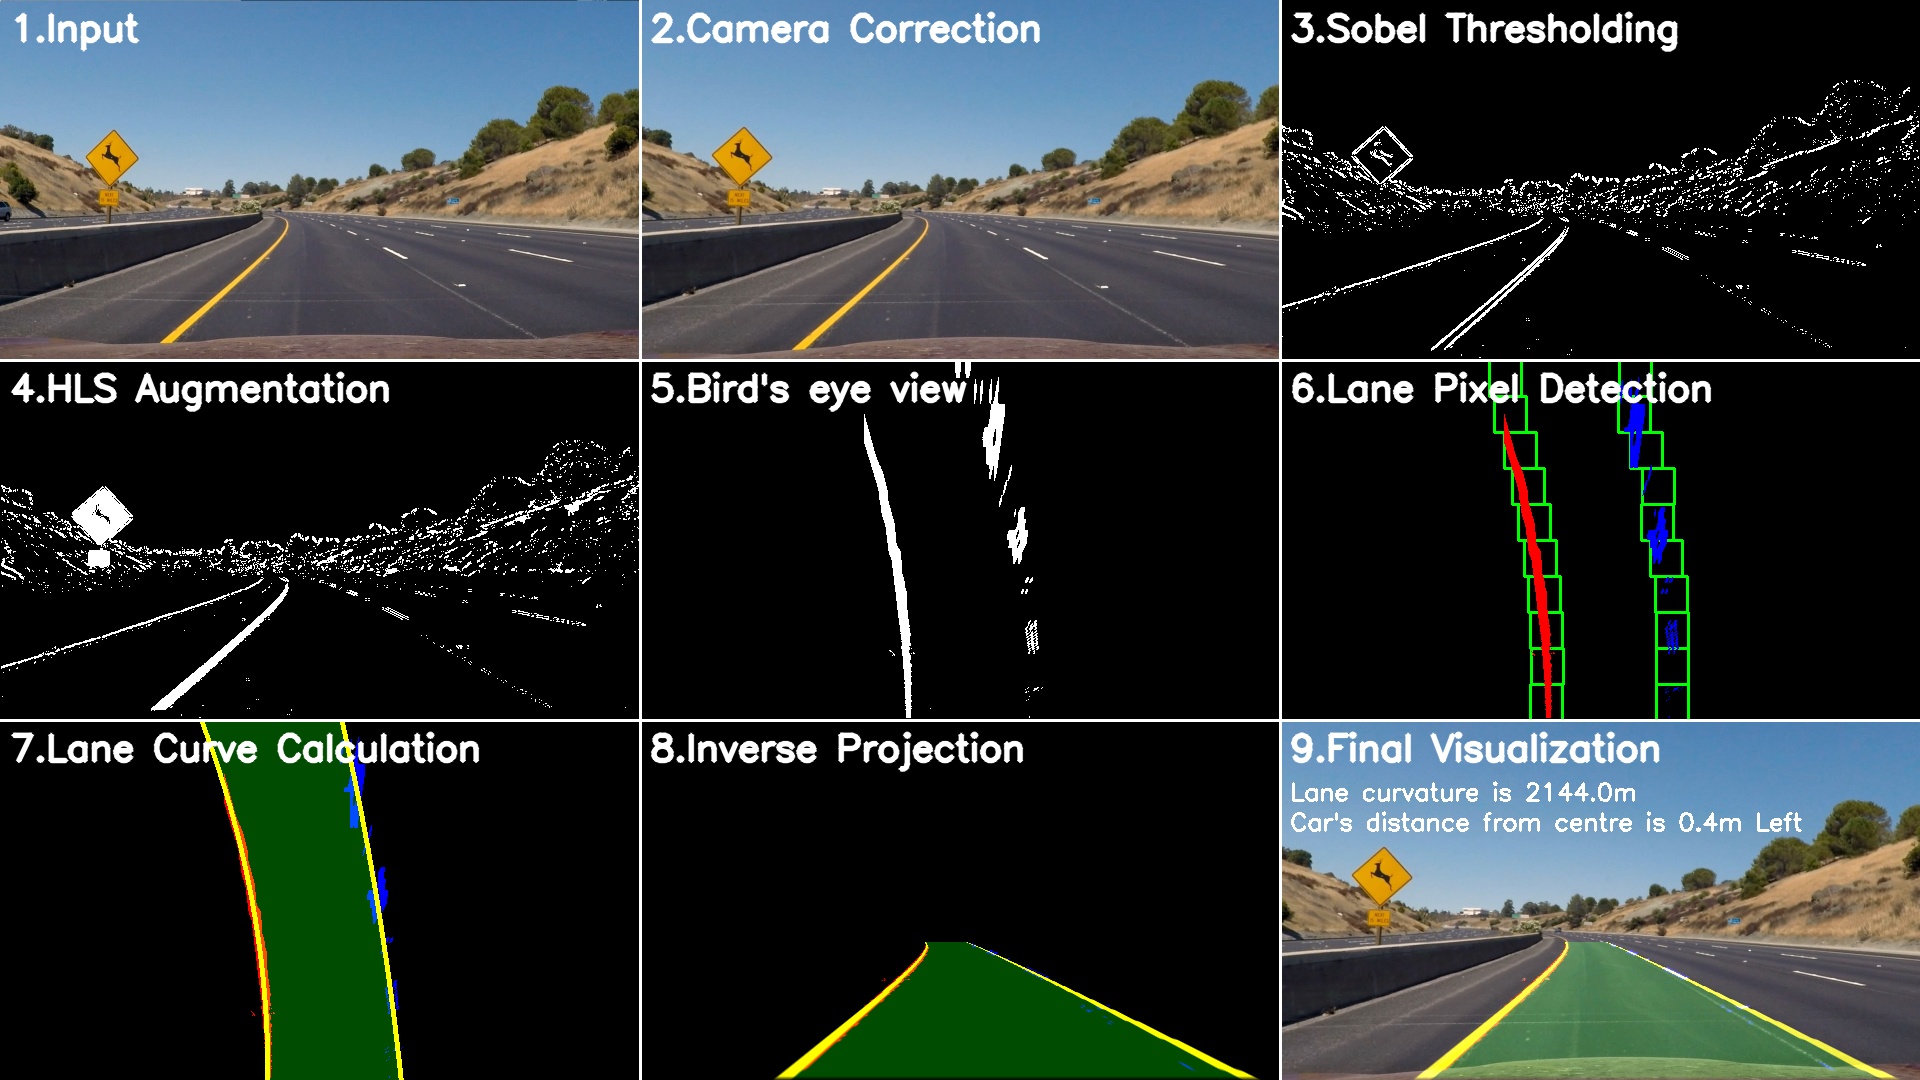 1.Input
2.Camera Correction
3.Sobel Thresholding
4.HLS Augmentation
5.Bird's eye view
6.Lane Pixel Detection
7.Lane Curve Calculation
8.Inverse Projection
9.Final Visualization
Lane curvature is 2144.0m
Car's distance from centre is 0.4m Left